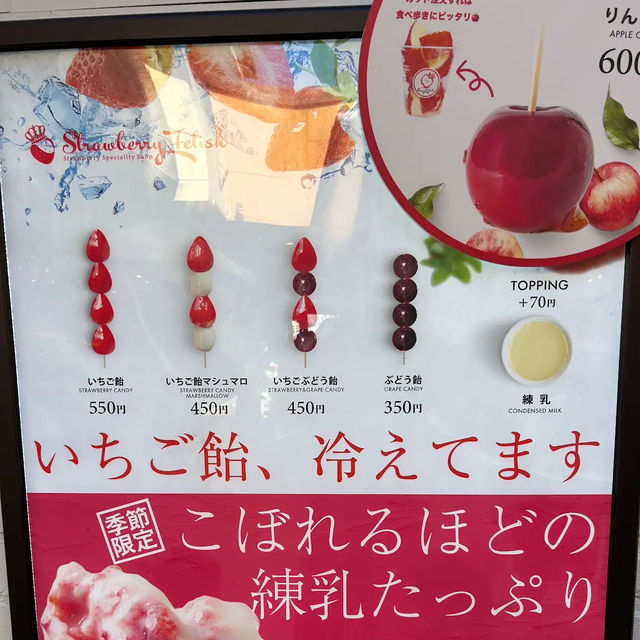 食べ歩きにピッタリ
りん
APPLE C
600
Strawberry Fetish
Strawberry Speciality Shop
TOPPING
+70円
練乳
CONDENSED MILK
いちご飴
STRAWBERRY CANDY
550円
いちご飴マシュマロ
STRAWBERRY CANDY
MARSHMALLOW
450円
いちごぶどう飴
STRAWBERRY&GRAPE CANDY
450円
ぶどう飴
GRAPE CANDY
350円
いちご飴、冷えてます
季節
限定
こぼれるほどの
練乳たっぷり